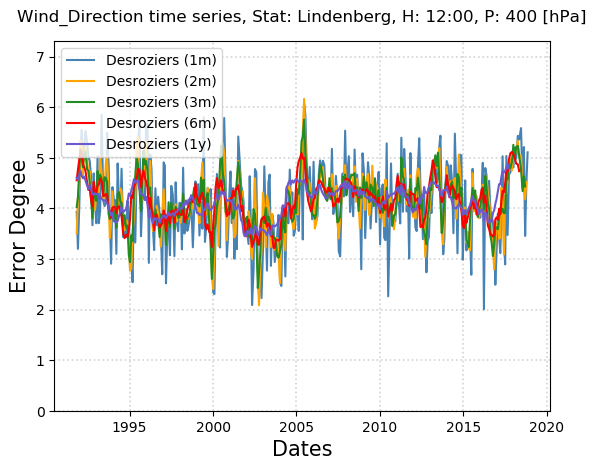 Wind_Direction time series, Stat: Lindenberg, H: 12:00, P: 400 [hPa]
Desroziers (1m)
Desroziers (2m)
Desroziers (3m)
Desroziers (6m)
Desroziers (1y)
Error Degree
7
6
5
4
3
2
1
0
1995
2000
2005
2010
2015
2020
Dates